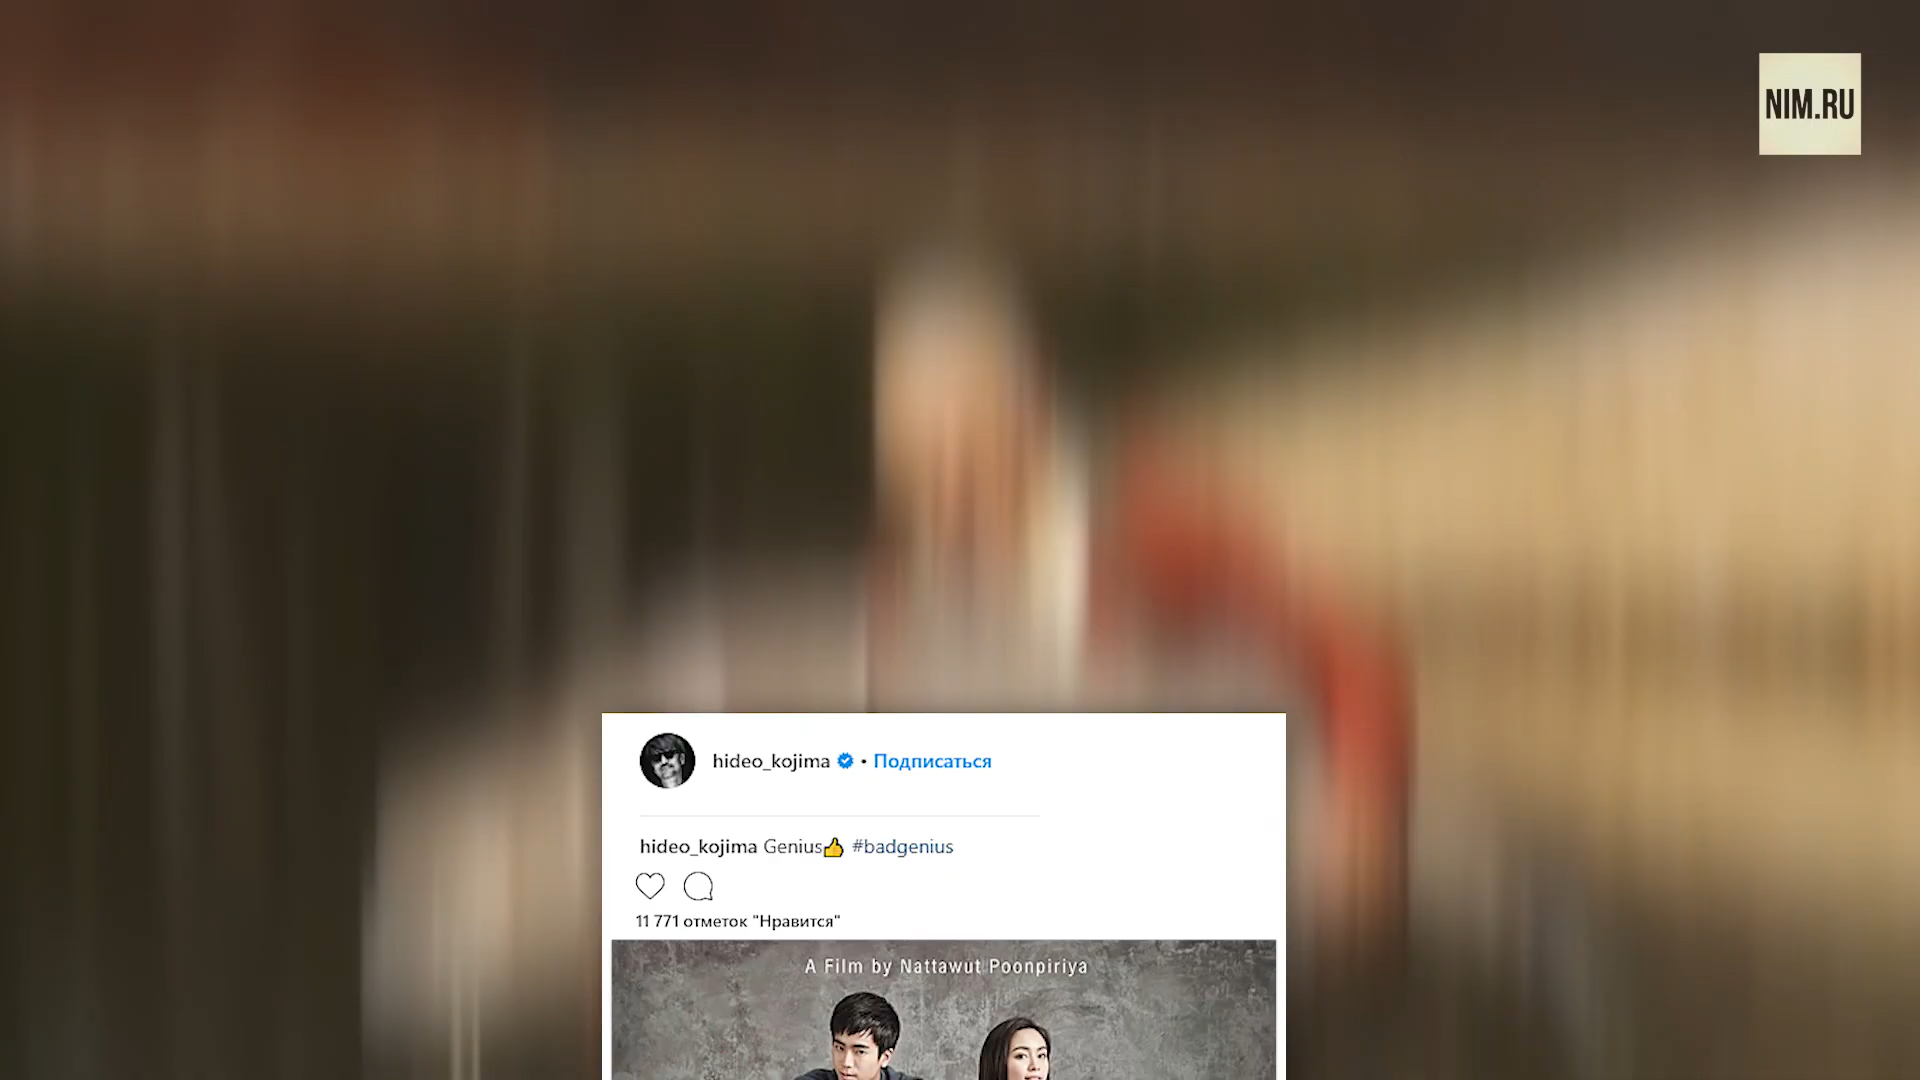 NIM.RU
hideo_kojima • Подписаться
hideo_kojima Genius👍 #badgenius
11 771 отметок "Нравится"
A Film by Nattawut Poonpiriya